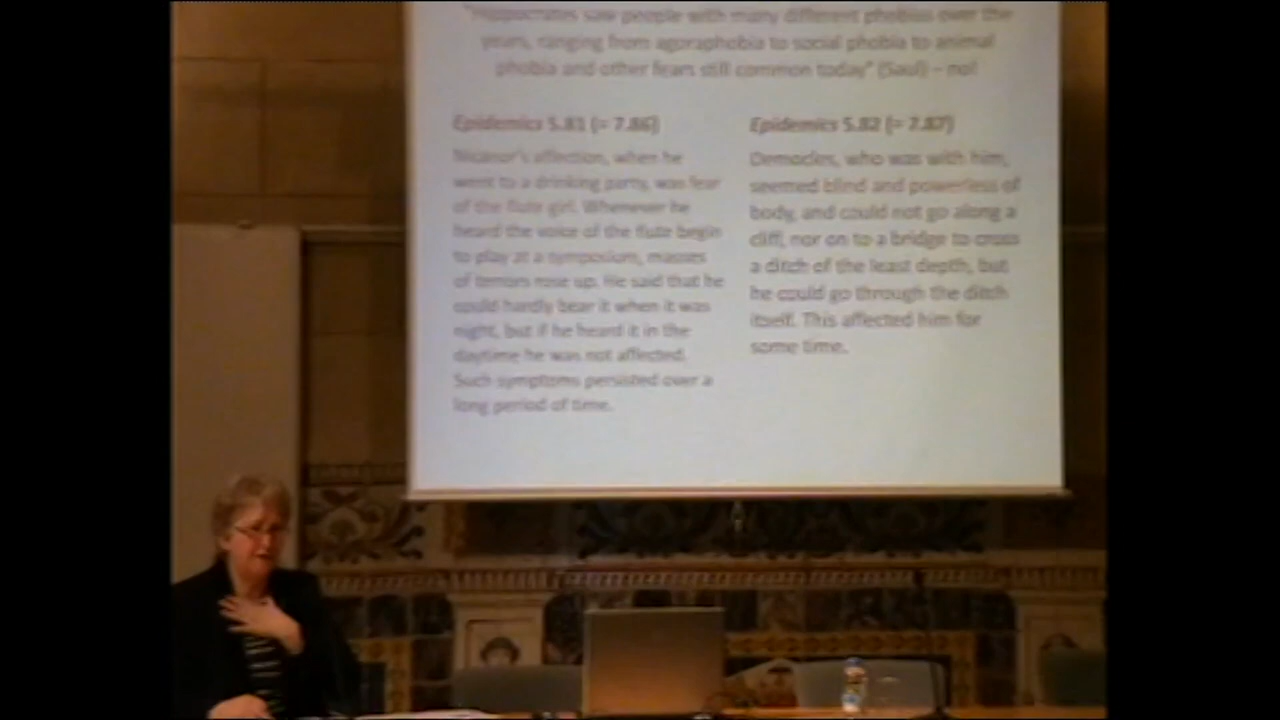 "Hippocrates saw people with many different phobias over the
years, ranging from agoraphobia to social phobia to animal
phobia and other fears still common today" (Saul) – no!
Epidemics 5.81 (= 7.86)
Nicanor's affection, when he
went to a drinking party, was fear
of the flute girl. Whenever he
heard the voice of the flute begin
to play at a symposium, masses
of terrors rose up. He said that he
could hardly bear it when it was
night, but if he heard it in the
daytime he was not affected.
Such symptoms persisted over a
long period of time.
Epidemics 5.82 (= 7.87)
Democles, who was with him,
seemed blind and powerless of
body, and could not go along a
cliff, nor on to a bridge to cross
a ditch of the least depth, but
he could go through the ditch
itself. This affected him for
some time.